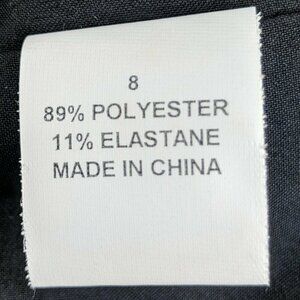 8
89% POLYESTER
11% ELASTANE
MADE IN CHINA